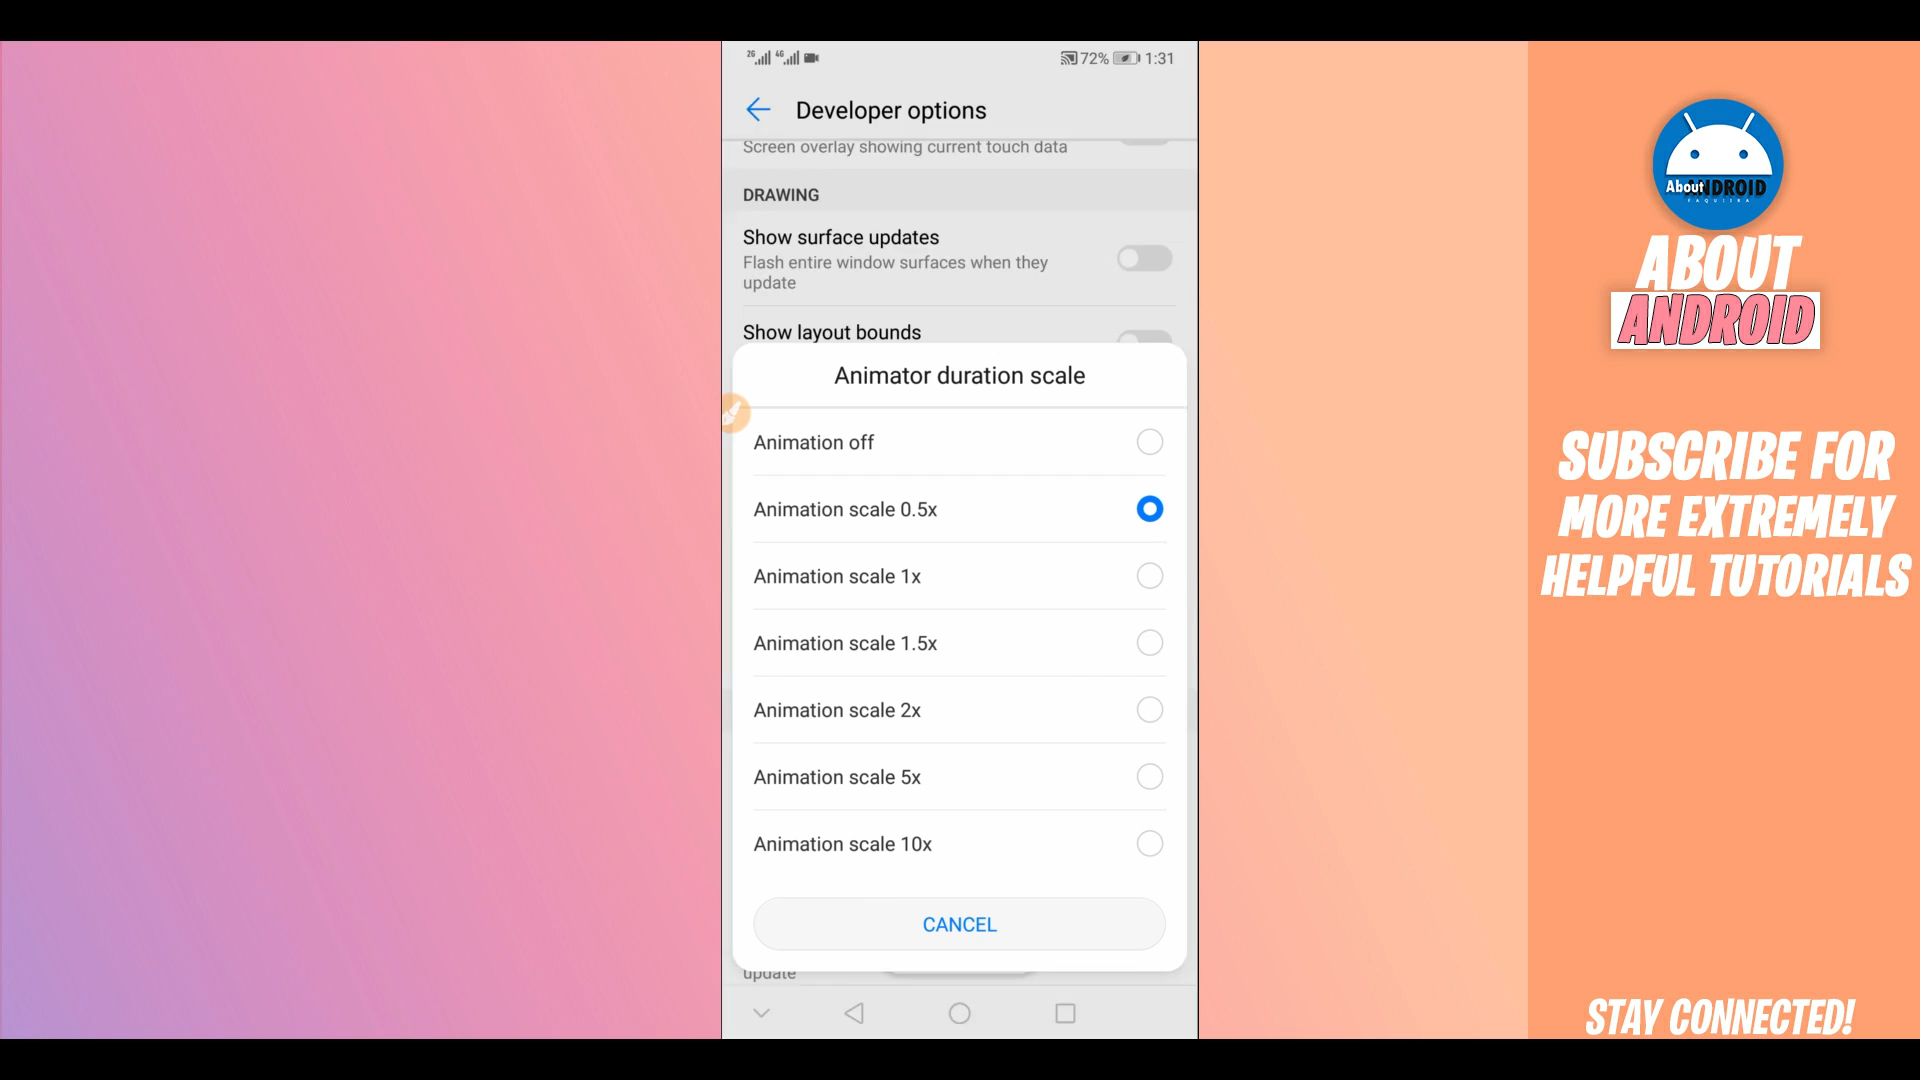 2G 4G 72% 1:31
Developer options
Screen overlay showing current touch data
DRAWING
Show surface updates
Flash entire window surfaces when they
update
Show layout bounds
Animator duration scale
Animation off
Animation scale 0.5x
Animation scale 1x
Animation scale 1.5x
Animation scale 2x
Animation scale 5x
Animation scale 10x
CANCEL
update
About ANDROID
ABOUT
ANDROID
SUBSCRIBE FOR
MORE EXTREMELY
HELPFUL TUTORIALS
STAY CONNECTED!